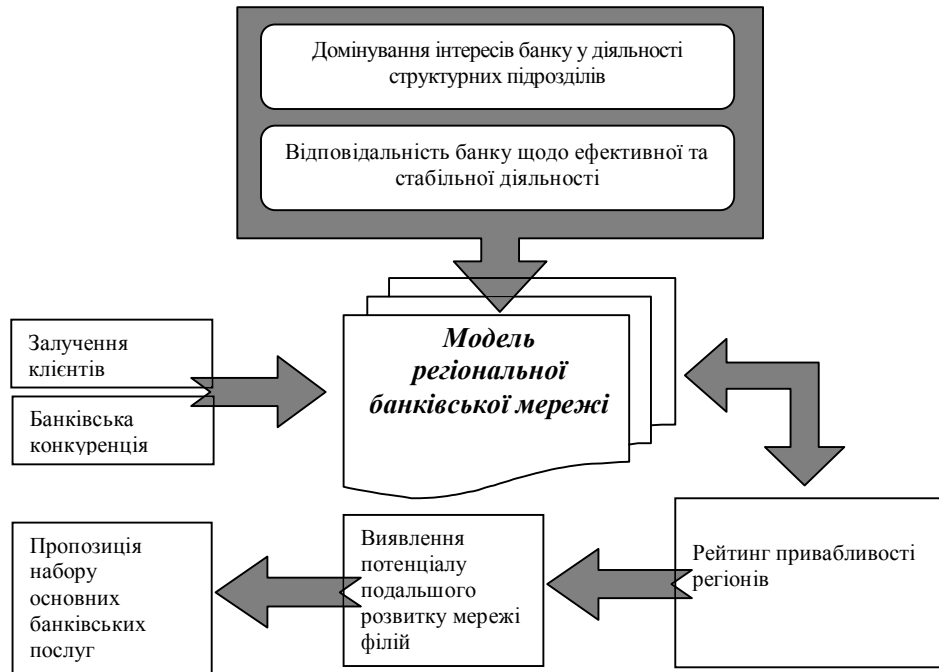 Домінування інтересів банку у діяльності
структурних підрозділів
Відповідальність банку щодо ефективної та
стабільної діяльності
Модель
регіональної
банківської мережі
Залучення
клієнтів
Банківська
конкуренція
Рейтинг привабливості
регіонів
Виявлення
потенціалу
подальшого
розвитку мережі
філій
Пропозиція
набору
основних
банківських
послуг